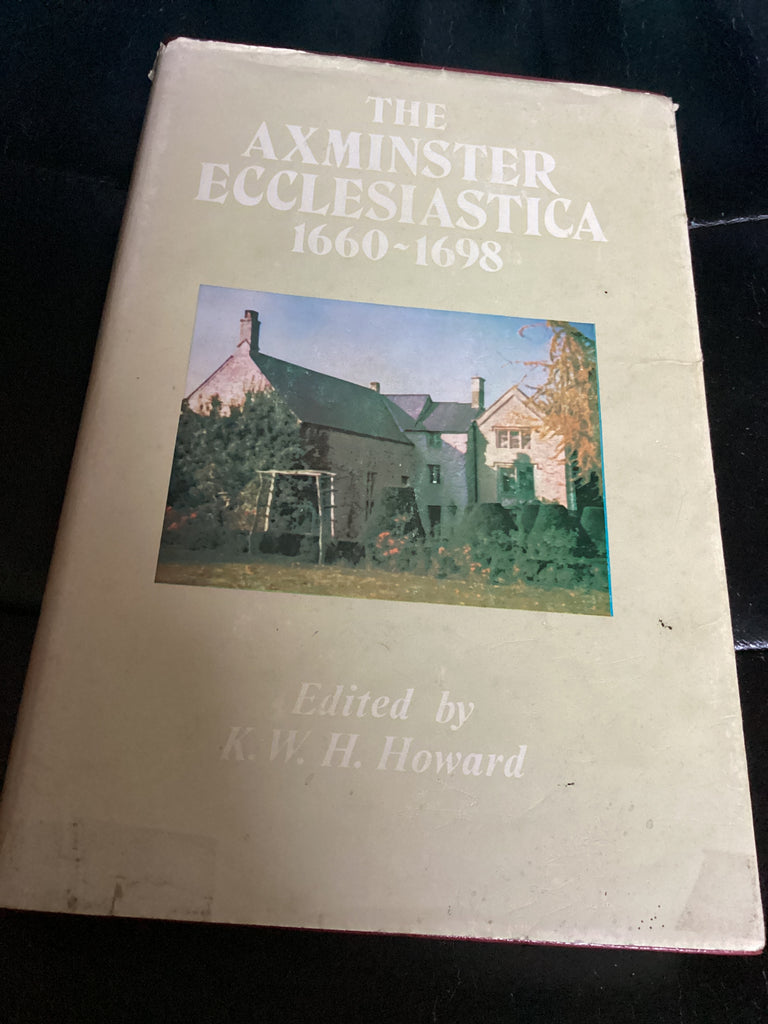 THE
AXMINSTER
ECCLESIASTICA
1660~1698
Edited by
K. W. H. Howard